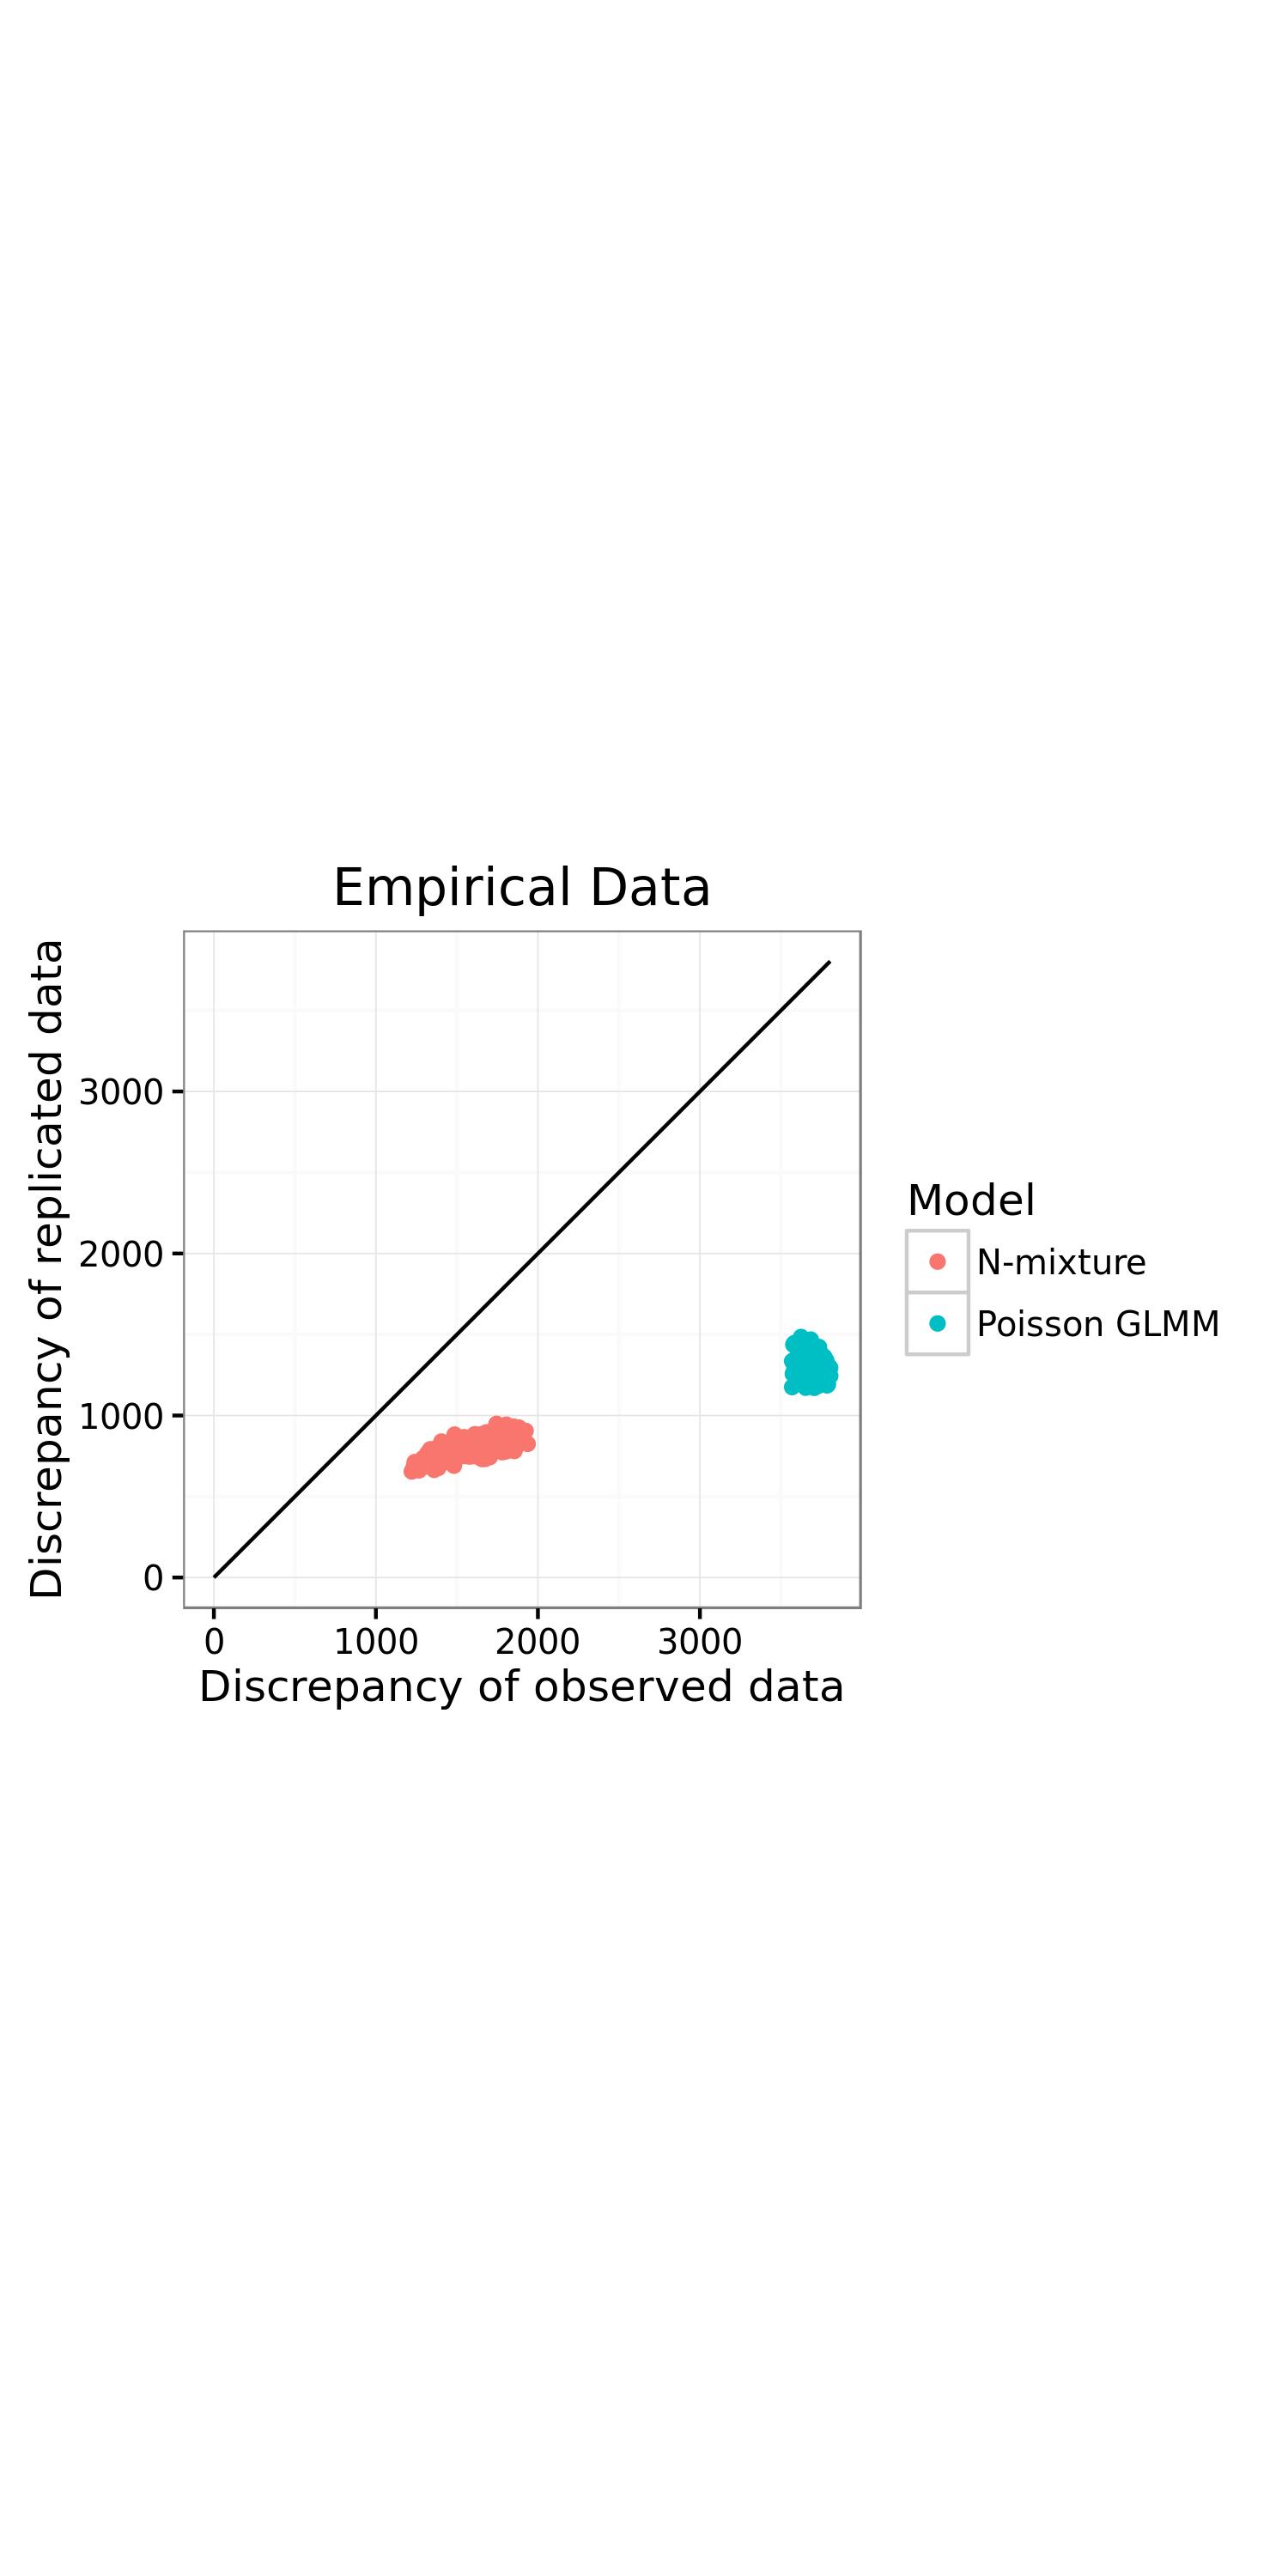 Empirical Data
Discrepancy of replicated data
3000
2000
1000
0
0 1000 2000 3000
Discrepancy of observed data
Model
N-mixture
Poisson GLMM